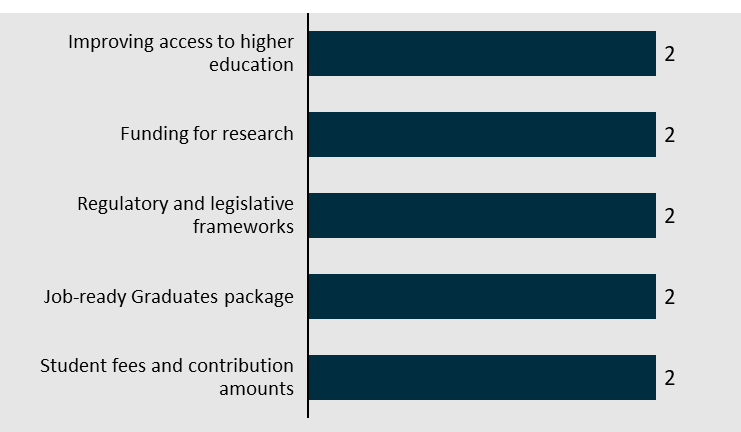 Improving access to higher
education
2
Funding for research
2
Regulatory and legislative
frameworks
2
Job-ready Graduates package
2
Student fees and contribution
amounts
2